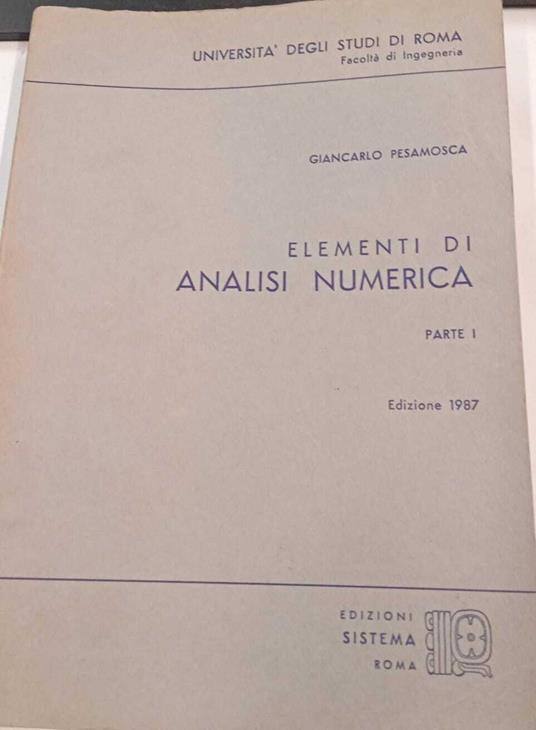 UNIVERSITA' DEGLI STUDI DI ROMA
Facoltà di Ingegneria
GIANCARLO PESAMOSCA
ELEMENTI DI
ANALISI NUMERICA
PARTE I
Edizione 1987
EDIZIONI
SISTEMA
ROMA